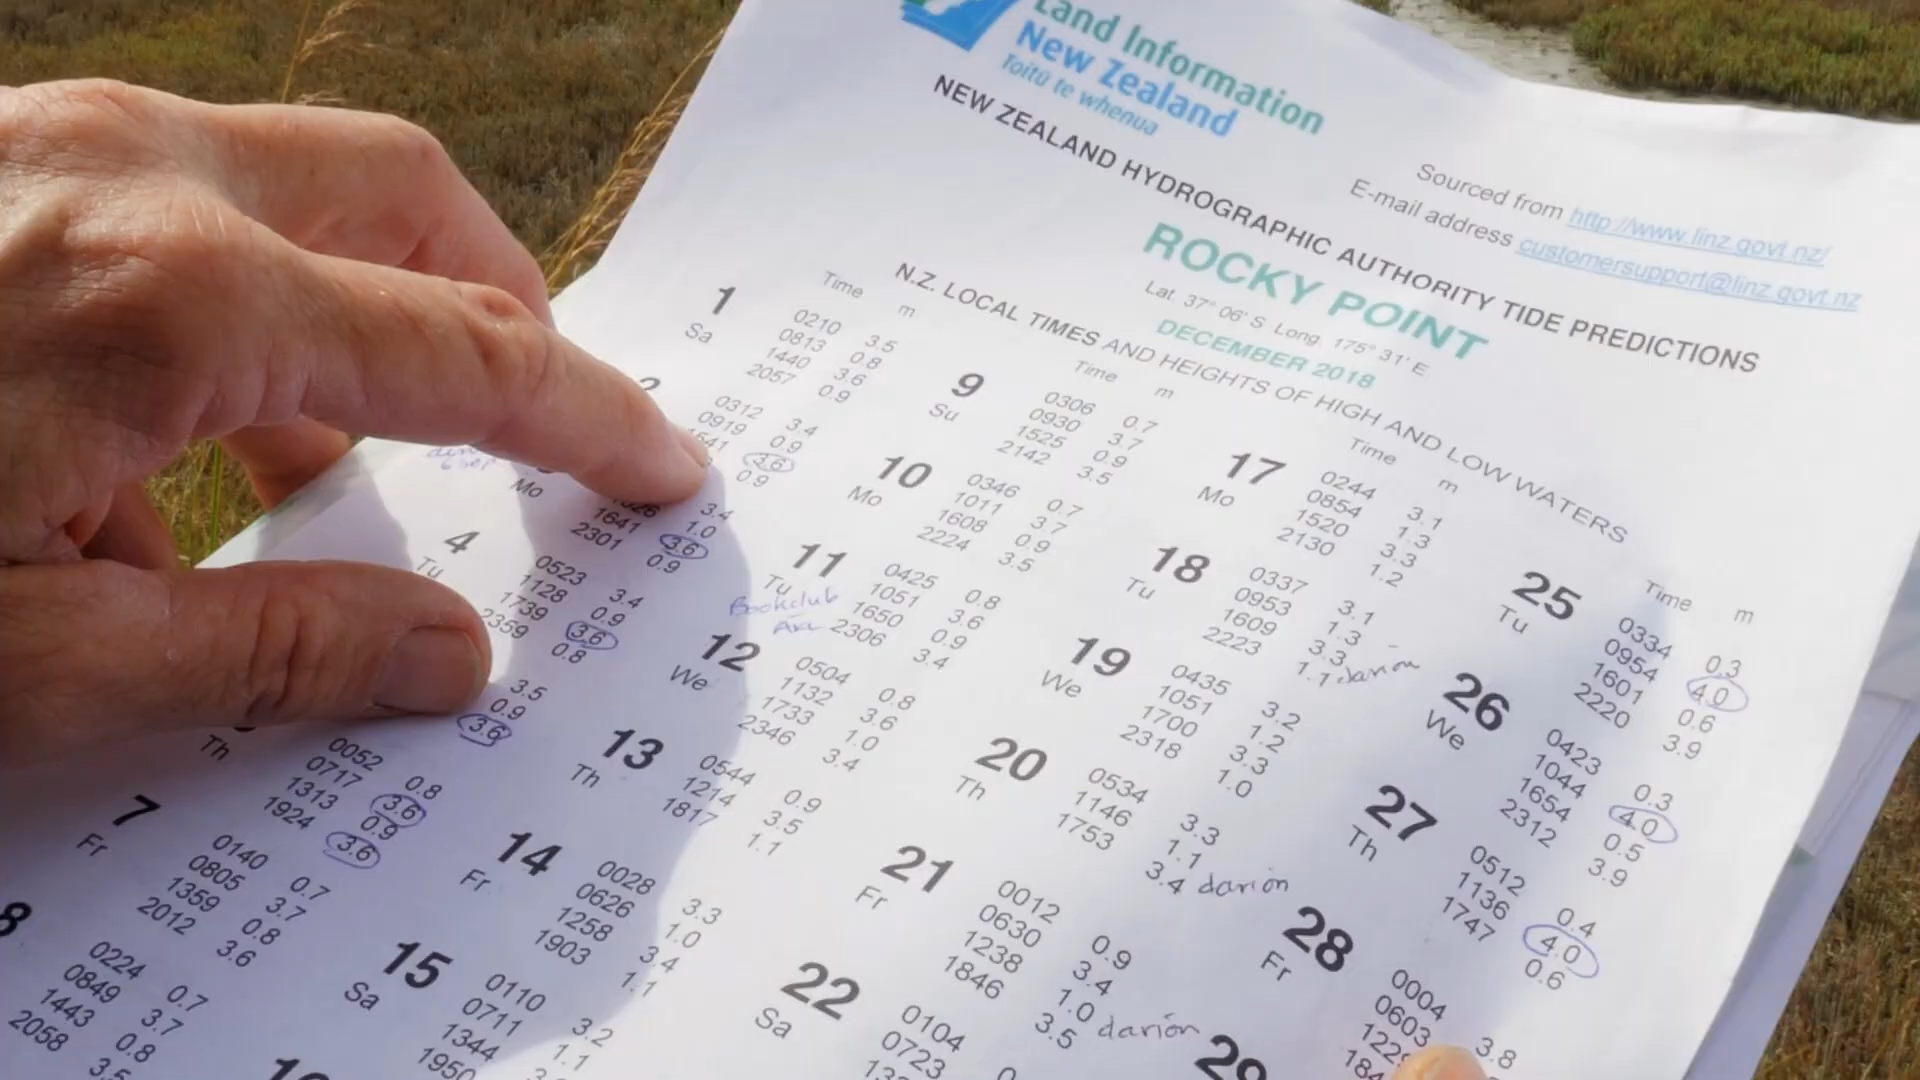 Land Information
New Zealand
Toitū te whenua
Sourced from http://www.linz.govt.nz/
E-mail address customersupport@linz.govt.nz
NEW ZEALAND HYDROGRAPHIC AUTHORITY TIDE PREDICTIONS
ROCKY POINT
Lat. 37° 06' S Long. 175° 31' E
DECEMBER 2018
N.Z. LOCAL TIMES AND HEIGHTS OF HIGH AND LOW WATERS
Time m
1 0210 3.5
Sa 0813 0.8
1440 3.6
2057 0.9
2 0312 3.4
0919 0.9
1541 3.6
0.9
3.4
Mo 1.0
1641 3.6
2301 0.9
4 0523 3.4
Tu 1128 0.9
1739 3.6
2359 0.8
3.5
0.9
3.6
0052 0.8
Th 0717 3.6
1313 0.9
1924 3.6
7 0140 0.7
Fr 0805 3.7
1359 0.8
2012 3.6
8 0224 0.7
0849 3.7
1443 0.8
2058 3.5
Time m
9 0306 0.7
Su 0930 3.7
1525 0.9
2142 3.5
10 0346 0.7
Mo 1011 3.7
1608 0.9
2224 3.5
11 0425 0.8
Tu 1051 3.6
Bookclub 1650 0.9
2306 3.4
12 0504 0.8
We 1132 3.6
1733 1.0
2346 3.4
13 0544 0.9
Th 1214 3.5
1817 1.1
14 0028 3.3
Fr 0626 1.0
1258 3.4
1903 1.1
15 0110 3.2
Sa 0711 1.1
1344
1950
Time m
17 0244 3.1
Mo 0854 1.3
1520 3.3
2130 1.2
18 0337 3.1
Tu 0953 1.3
1609 3.3
2223 1.1 darion
19 0435 3.2
We 1051 1.2
1700 3.3
2318 1.0
20 0534 3.3
Th 1146 1.1
1753 3.4 darion
21 0012 0.9
Fr 0630 3.4
1238 1.0
1846 3.5 darion
22 0104
Sa 0723
Time m
25 0334 0.3
Tu 0954 4.0
1601 0.6
2220 3.9
26 0423 0.3
We 1044 4.0
1654 0.5
2312 3.9
27 0512 0.4
Th 1136 4.0
1747 0.6
28 0004 3.8
Fr 0603
29